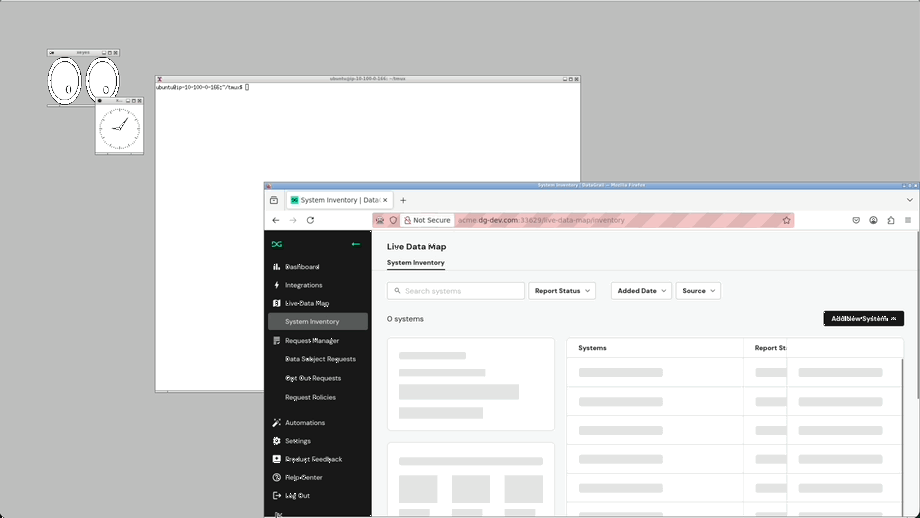 xeyes
ubuntu@ip-10-100-0-166: ~/tmux
ubuntu@ip-10-100-0-166:~/tmux$
System Inventory | DataGrail — Mozilla Firefox
System Inventory | Data
Not Secure
acme.dg-dev.com:33629/live-data-map/inventory
DG
Dashboard
Integrations
Live Data Map
System Inventory
Request Manager
Data Subject Requests
Opt Out Requests
Request Policies
Automations
Settings
Product Feedback
Help Center
Log Out
Live Data Map
System Inventory
Search systems
Report Status
Added Date
Source
0 systems
Add New System
Systems
Report St